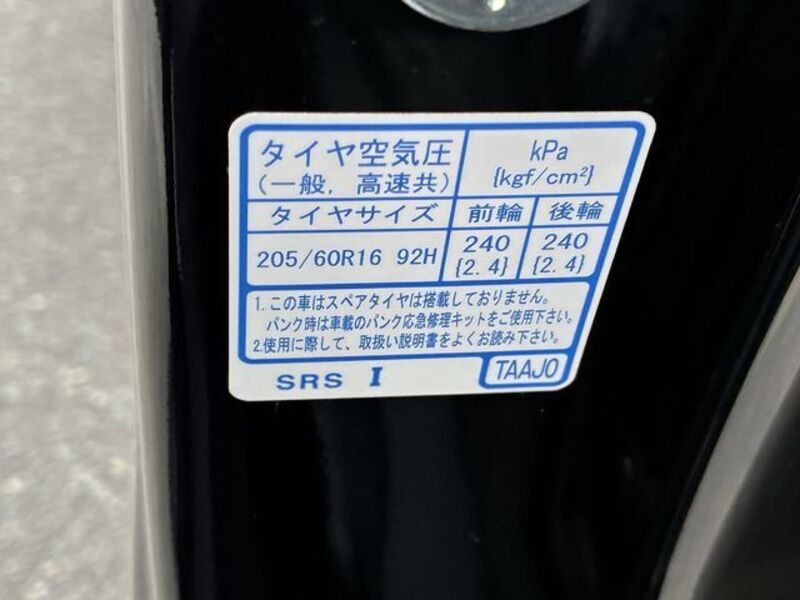 タイヤ空気圧
(一般, 高速共)
kPa
{kgf/cm²}
タイヤサイズ 前輪 後輪
205/60R16 92H 240 240
{2.4} {2.4}
1.この車はスペアタイヤは搭載しておりません。
パンク時は車載のパンク応急修理キットをご使用下さい。
2.使用に際して、取扱い説明書をよくお読み下さい。
SRS I TAAJO